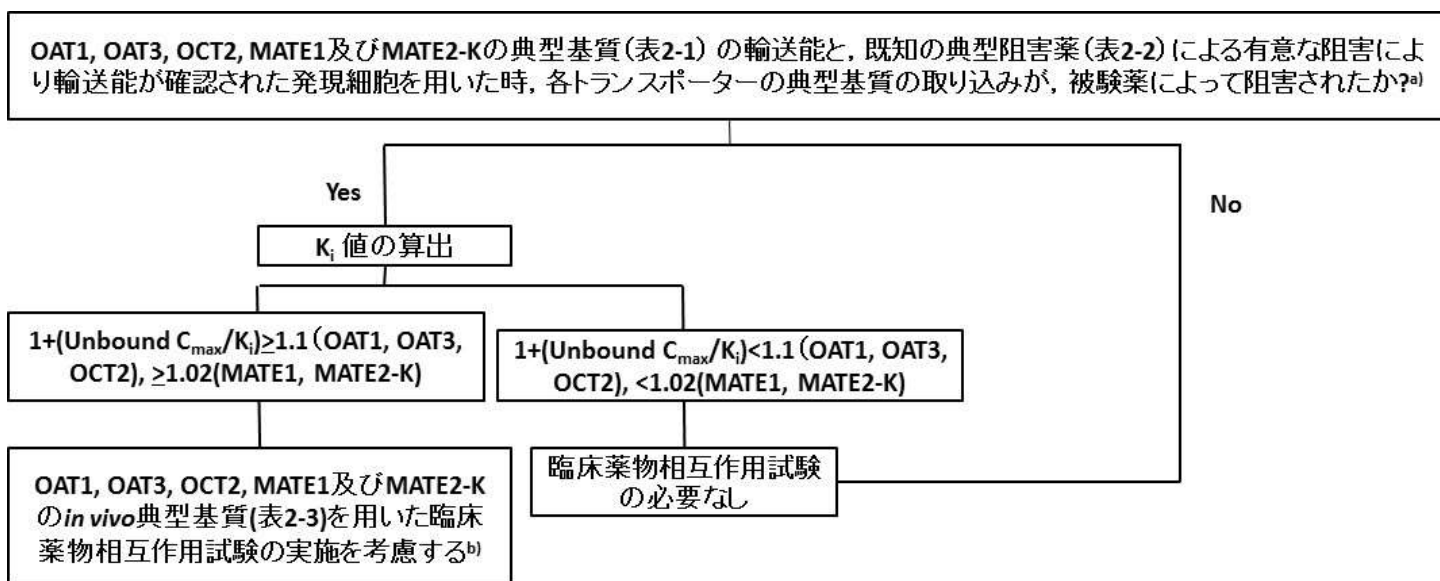 OAT1, OAT3, OCT2, MATE1及びMATE2-Kの典型基質(表2-1) の輸送能と, 既知の典型阻害薬(表2-2)による有意な阻害によ
り輸送能が確認された発現細胞を用いた時, 各トランスポーターの典型基質の取り込みが, 被験薬によって阻害されたか?a)
Yes
No
Ki 値の算出
1+(Unbound Cmax/Ki)≥1.1(OAT1, OAT3,
OCT2), ≥1.02(MATE1, MATE2-K)
1+(Unbound Cmax/Ki)<1.1(OAT1, OAT3,
OCT2), <1.02(MATE1, MATE2-K)
OAT1, OAT3, OCT2, MATE1及びMATE2-K
のin vivo典型基質(表2-3)を用いた臨床
薬物相互作用試験の実施を考慮するb)
臨床薬物相互作用試験
の必要なし